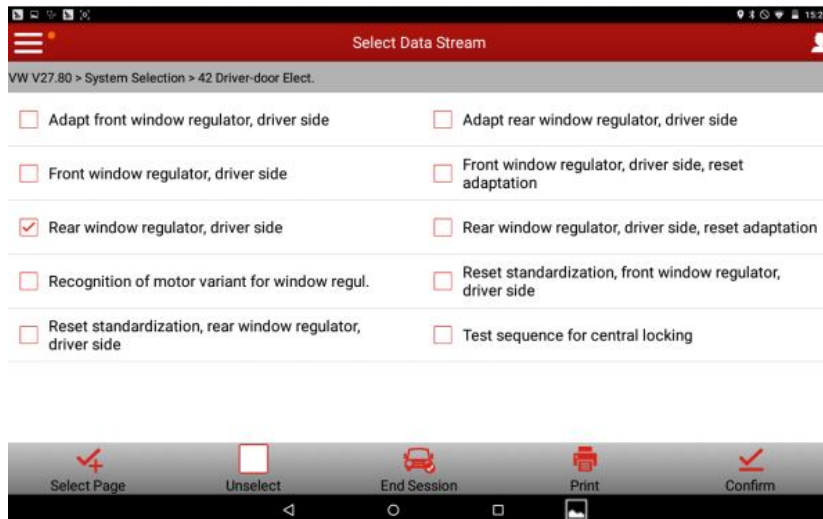 15:2
Select Data Stream
VW V27.80 > System Selection > 42 Driver-door Elect.
Adapt front window regulator, driver side
Adapt rear window regulator, driver side
Front window regulator, driver side
Front window regulator, driver side, reset
adaptation
Rear window regulator, driver side
Rear window regulator, driver side, reset adaptation
Recognition of motor variant for window regul.
Reset standardization, front window regulator,
driver side
Reset standardization, rear window regulator,
driver side
Test sequence for central locking
Select Page
Unselect
End Session
Print
Confirm